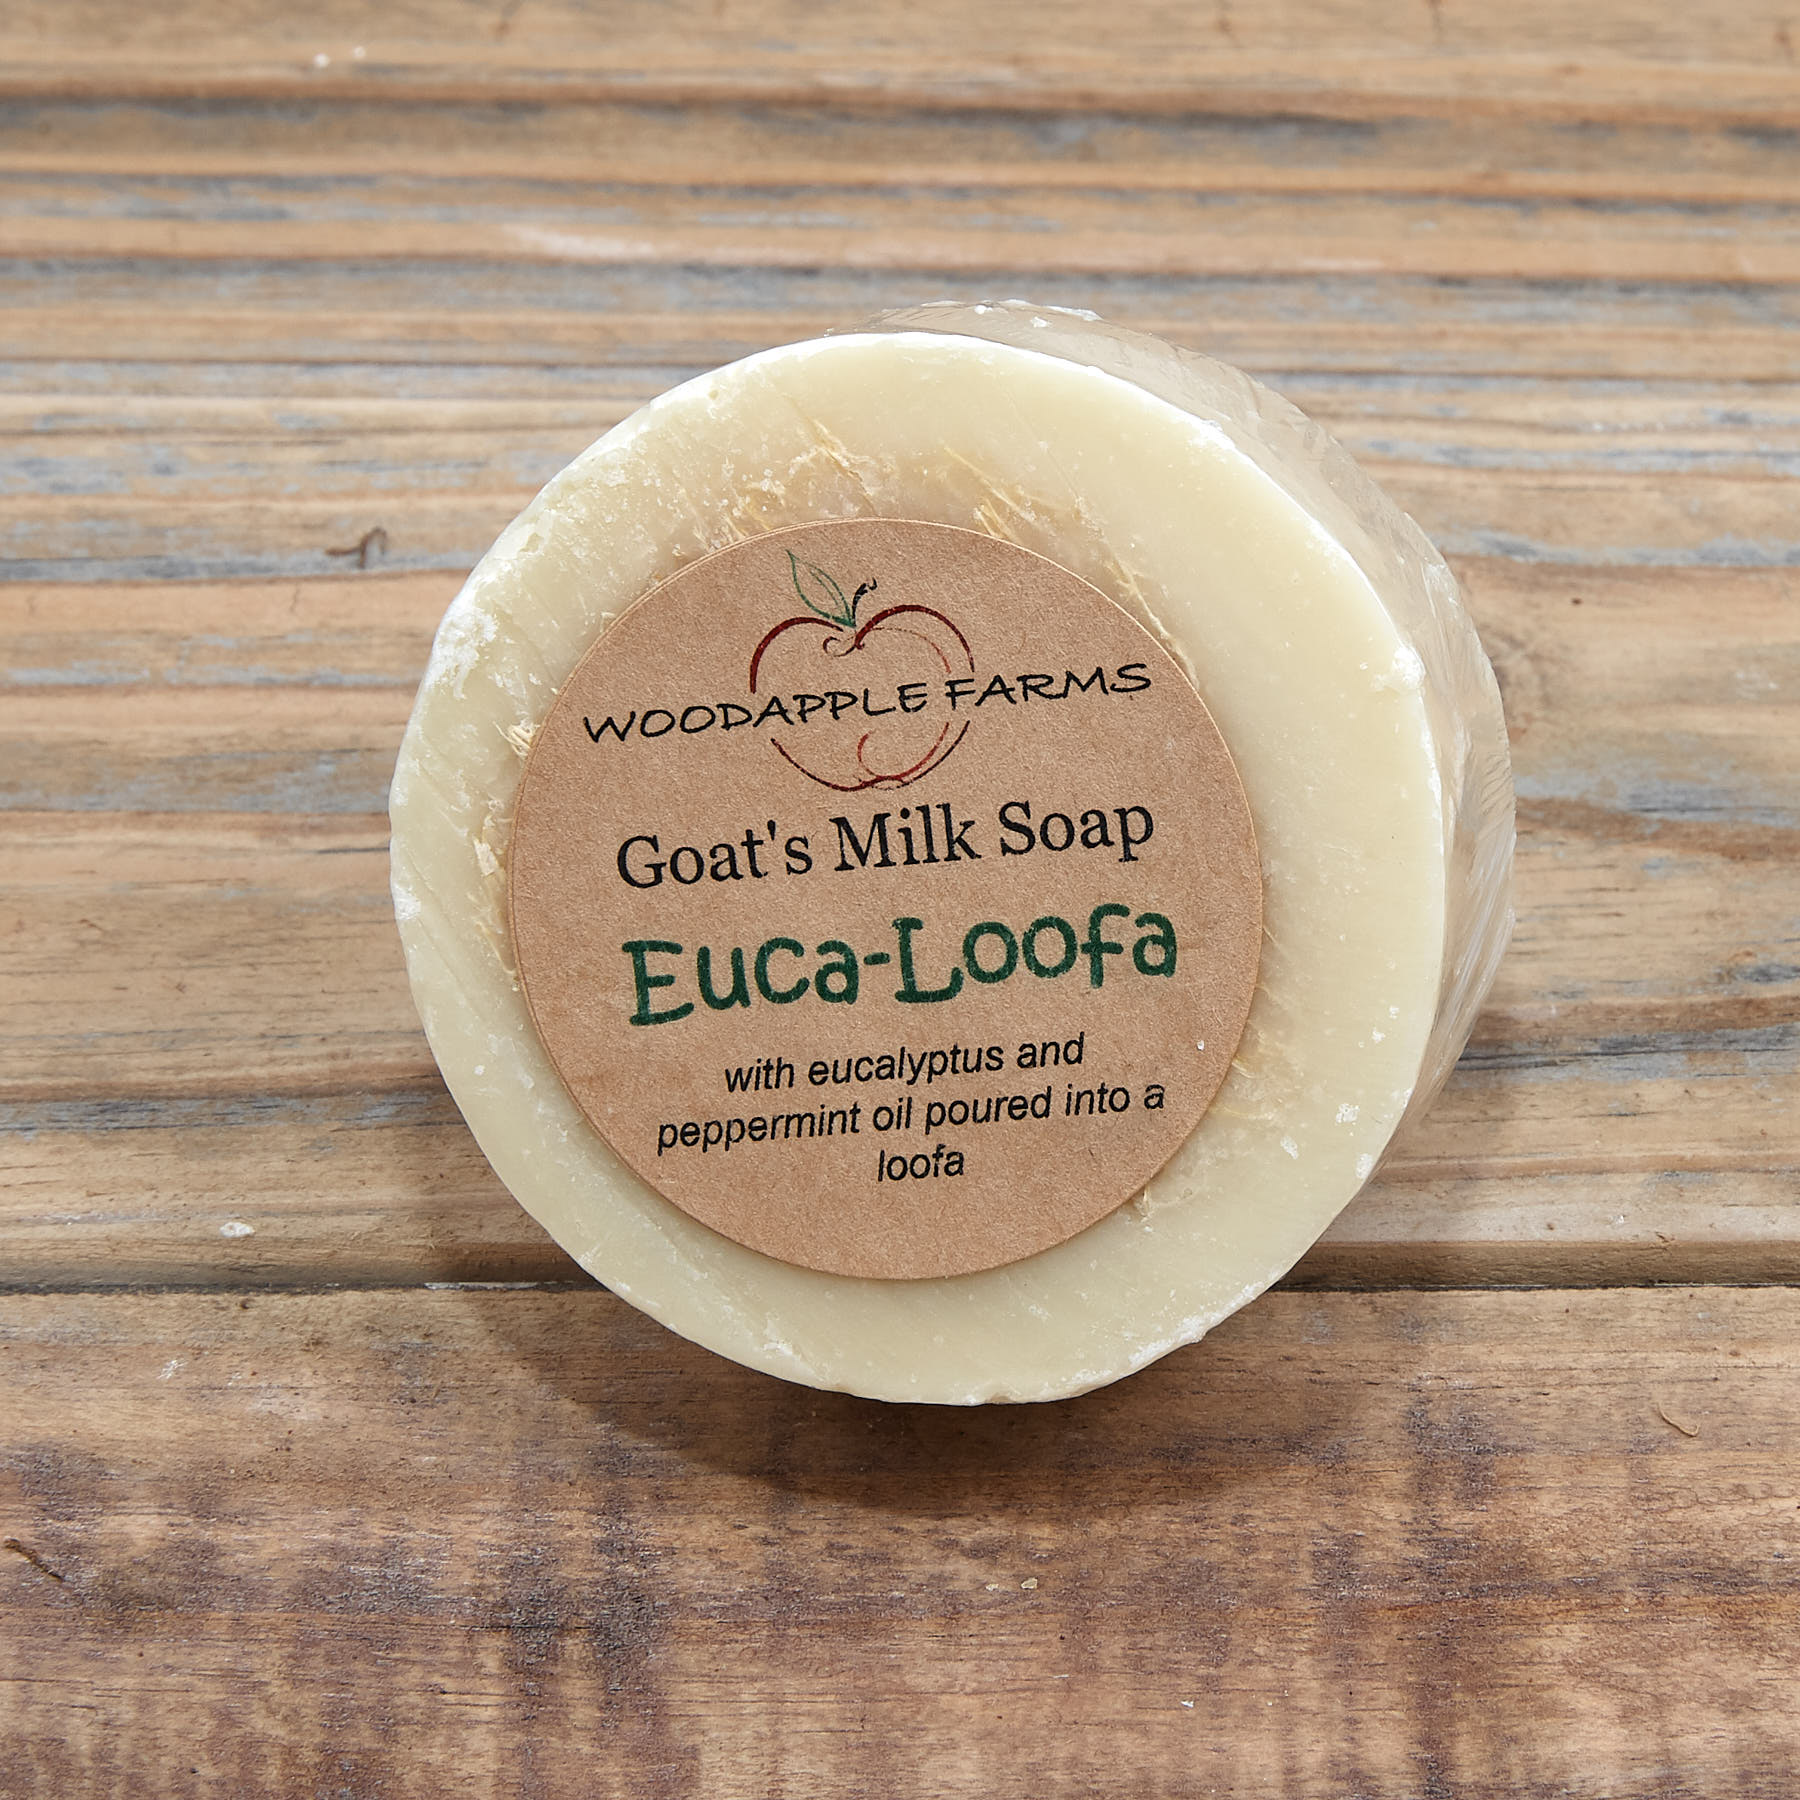 WOODAPPLE FARMS
Goat's Milk Soap
Euca-Loofa
with eucalyptus and
peppermint oil poured into a
loofa